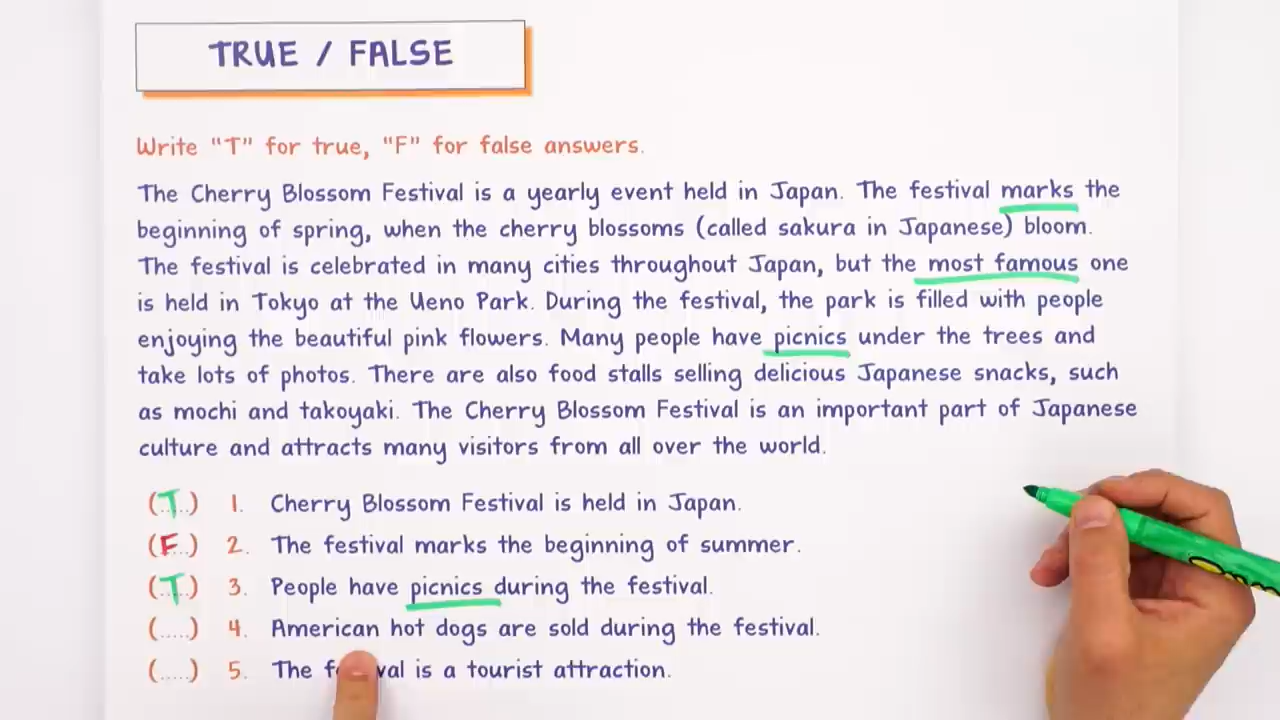 TRUE / FALSE
Write "T" for true, "F" for false answers.
The Cherry Blossom Festival is a yearly event held in Japan. The festival marks the
beginning of spring, when the cherry blossoms (called sakura in Japanese) bloom.
The festival is celebrated in many cities throughout Japan, but the most famous one
is held in Tokyo at the Ueno Park. During the festival, the park is filled with people
enjoying the beautiful pink flowers. Many people have picnics under the trees and
take lots of photos. There are also food stalls selling delicious Japanese snacks, such
as mochi and takoyaki. The Cherry Blossom Festival is an important part of Japanese
culture and attracts many visitors from all over the world.
(T) 1. Cherry Blossom Festival is held in Japan.
(F) 2. The festival marks the beginning of summer.
(T) 3. People have picnics during the festival.
(.....) 4. American hot dogs are sold during the festival.
(.....) 5. The is a tourist attraction.